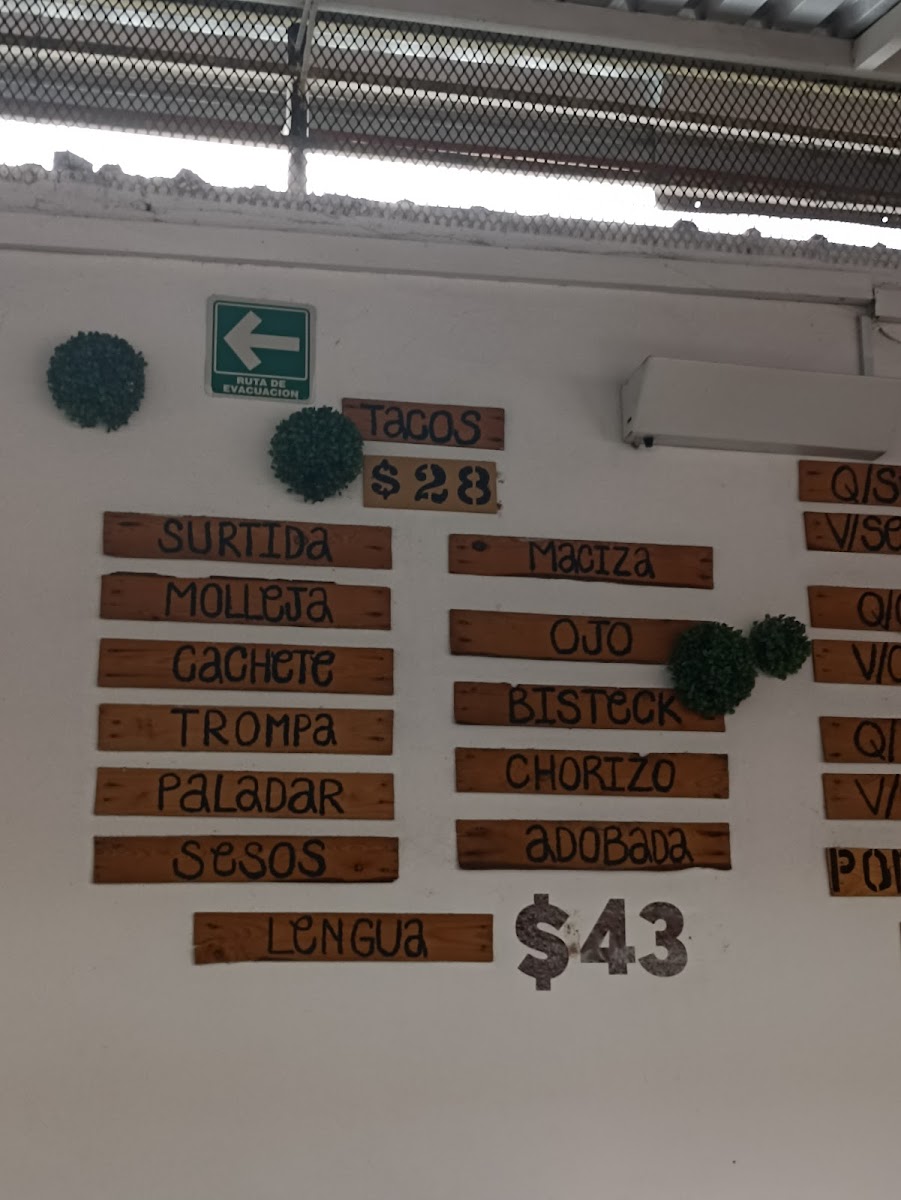 RUTA DE
EVACUACION
TACOS
$28
SURTIDA
MOLLEJA
CACHETE
TROMPA
PALADAR
SESOS
MACIZA
OJO
BISTECK
CHORIZO
ADOBADA
LENGUA $43